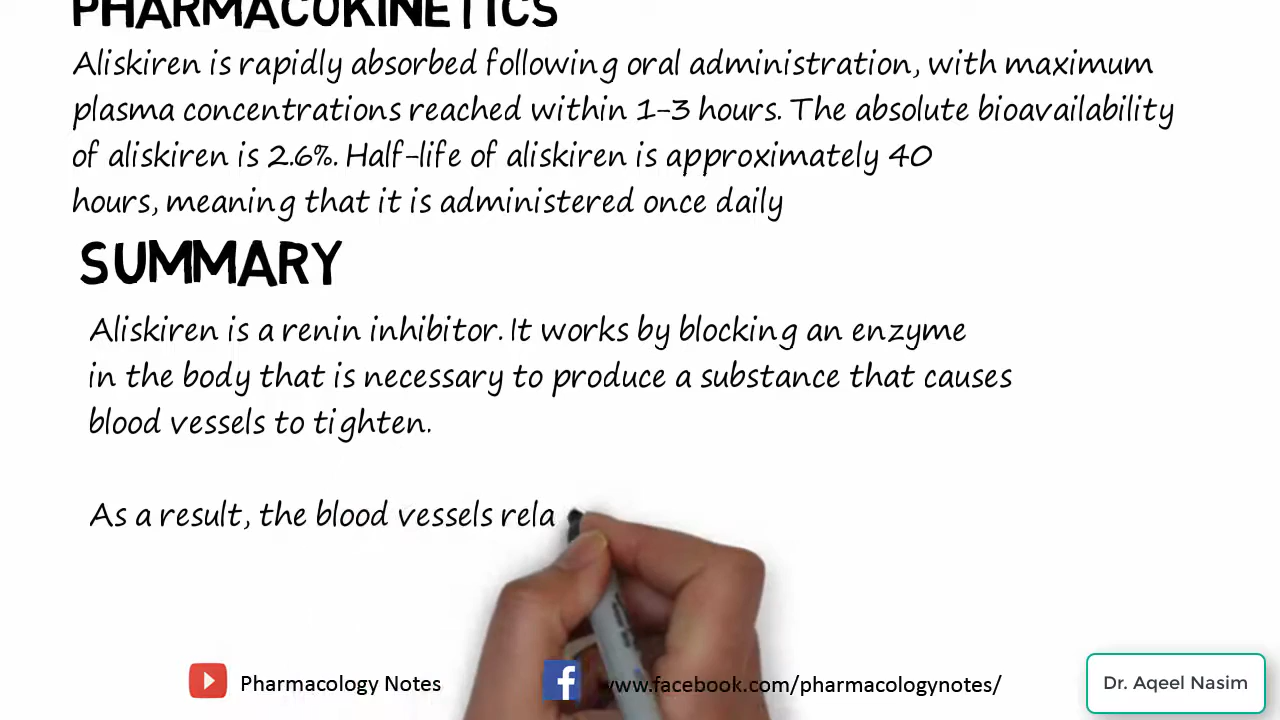 PHARMACOKINETICS
Aliskiren is rapidly absorbed following oral administration, with maximum
plasma concentrations reached within 1-3 hours. The absolute bioavailability
of aliskiren is 2.6%. Half-life of aliskiren is approximately 40
hours, meaning that it is administered once daily
SUMMARY
Aliskiren is a renin inhibitor. It works by blocking an enzyme
in the body that is necessary to produce a substance that causes
blood vessels to tighten.
As a result, the blood vessels rela
Pharmacology Notes
www.facebook.com/pharmacologynotes/
Dr. Aqeel Nasim